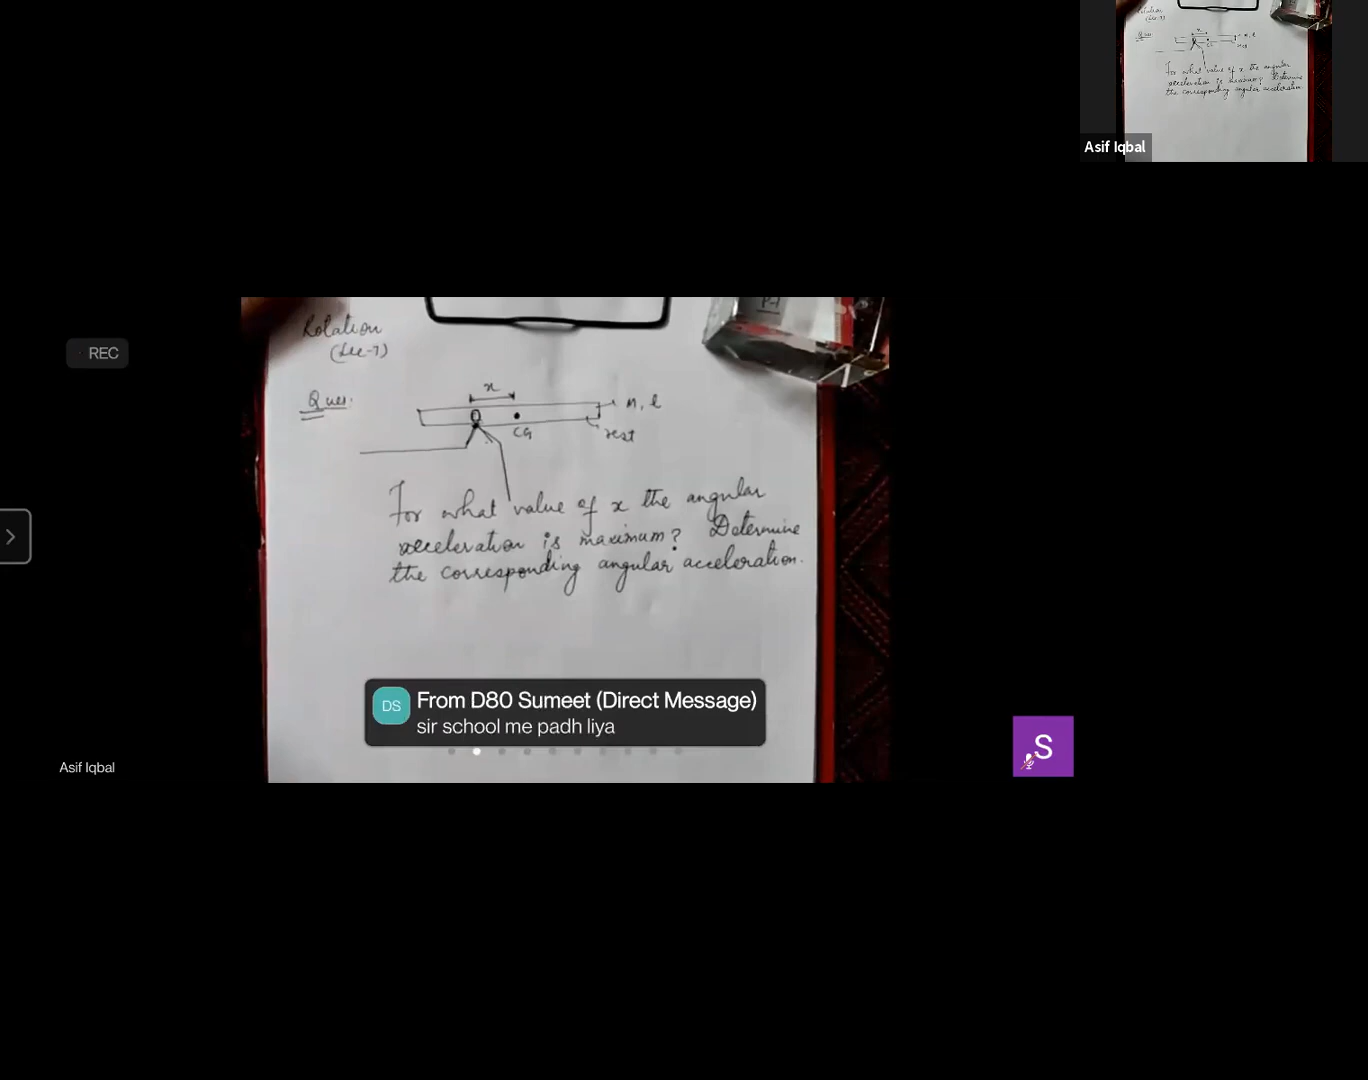 Asif Iqbal
REC
Rotation
(Lec-7)
Ques.
x
M, l
CG
rest
For what value of x the angular
acceleration is maximum? Determine
the corresponding angular acceleration.
DS
From D80 Sumeet (Direct Message)
sir school me padh liya
Asif Iqbal
S
P-1